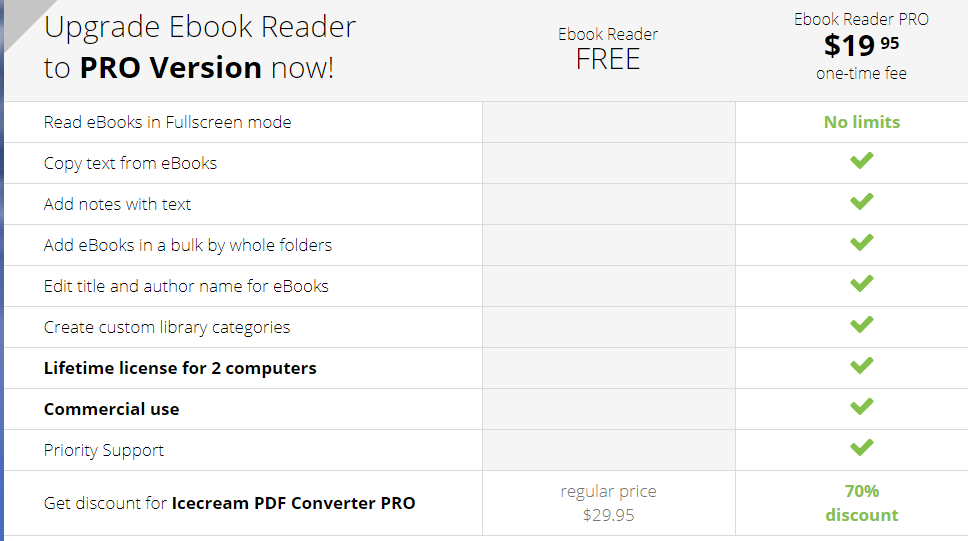 Upgrade Ebook Reader
to PRO Version now!
Ebook Reader
FREE
Ebook Reader PRO
$19 95
one-time fee
Read eBooks in Fullscreen mode
No limits
Copy text from eBooks
Add notes with text
Add eBooks in a bulk by whole folders
Edit title and author name for eBooks
Create custom library categories
Lifetime license for 2 computers
Commercial use
Priority Support
Get discount for Icecream PDF Converter PRO
regular price
$29.95
70%
discount